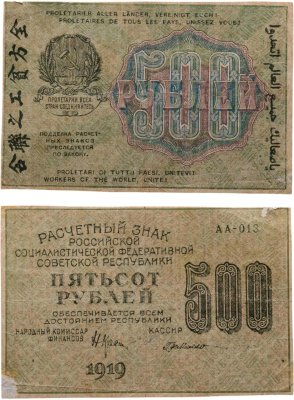 PROLETARIER ALLER LÄNDER, VEREINIGT EUCH!
PROLÉTAIRES DE TOUS LES PAYS, UNISSEZ VOUS!
500
РУБЛЕЙ
ПРОЛЕТАРИИ ВСЕХ
СТРАН СОЕДИНЯЙТЕСЬ
ПОДДЕЛКА РАСЧЕТ-
НЫХ ЗНАКОВ
ПРЕСЛЕДУЕТСЯ
ПО ЗАКОНУ.
PROLETARI DI TUTTI I PAESI, UNITEVI!
WORKERS OF THE WORLD, UNITE!
РАСЧЕТНЫЙ ЗНАК
РОССИЙСКОЙ
СОЦИАЛИСТИЧЕСКОЙ ФЕДЕРАТИВНОЙ
СОВЕТСКОЙ РЕСПУБЛИКИ
АА-013
ПЯТЬСОТ
РУБЛЕЙ
500
ОБЕСПЕЧИВАЕТСЯ ВСЕМ
ДОСТОЯНИЕМ РЕСПУБЛИКИ
НАРОДНЫЙ КОМИССАР
ФИНАНСОВ
КАССИР
1919